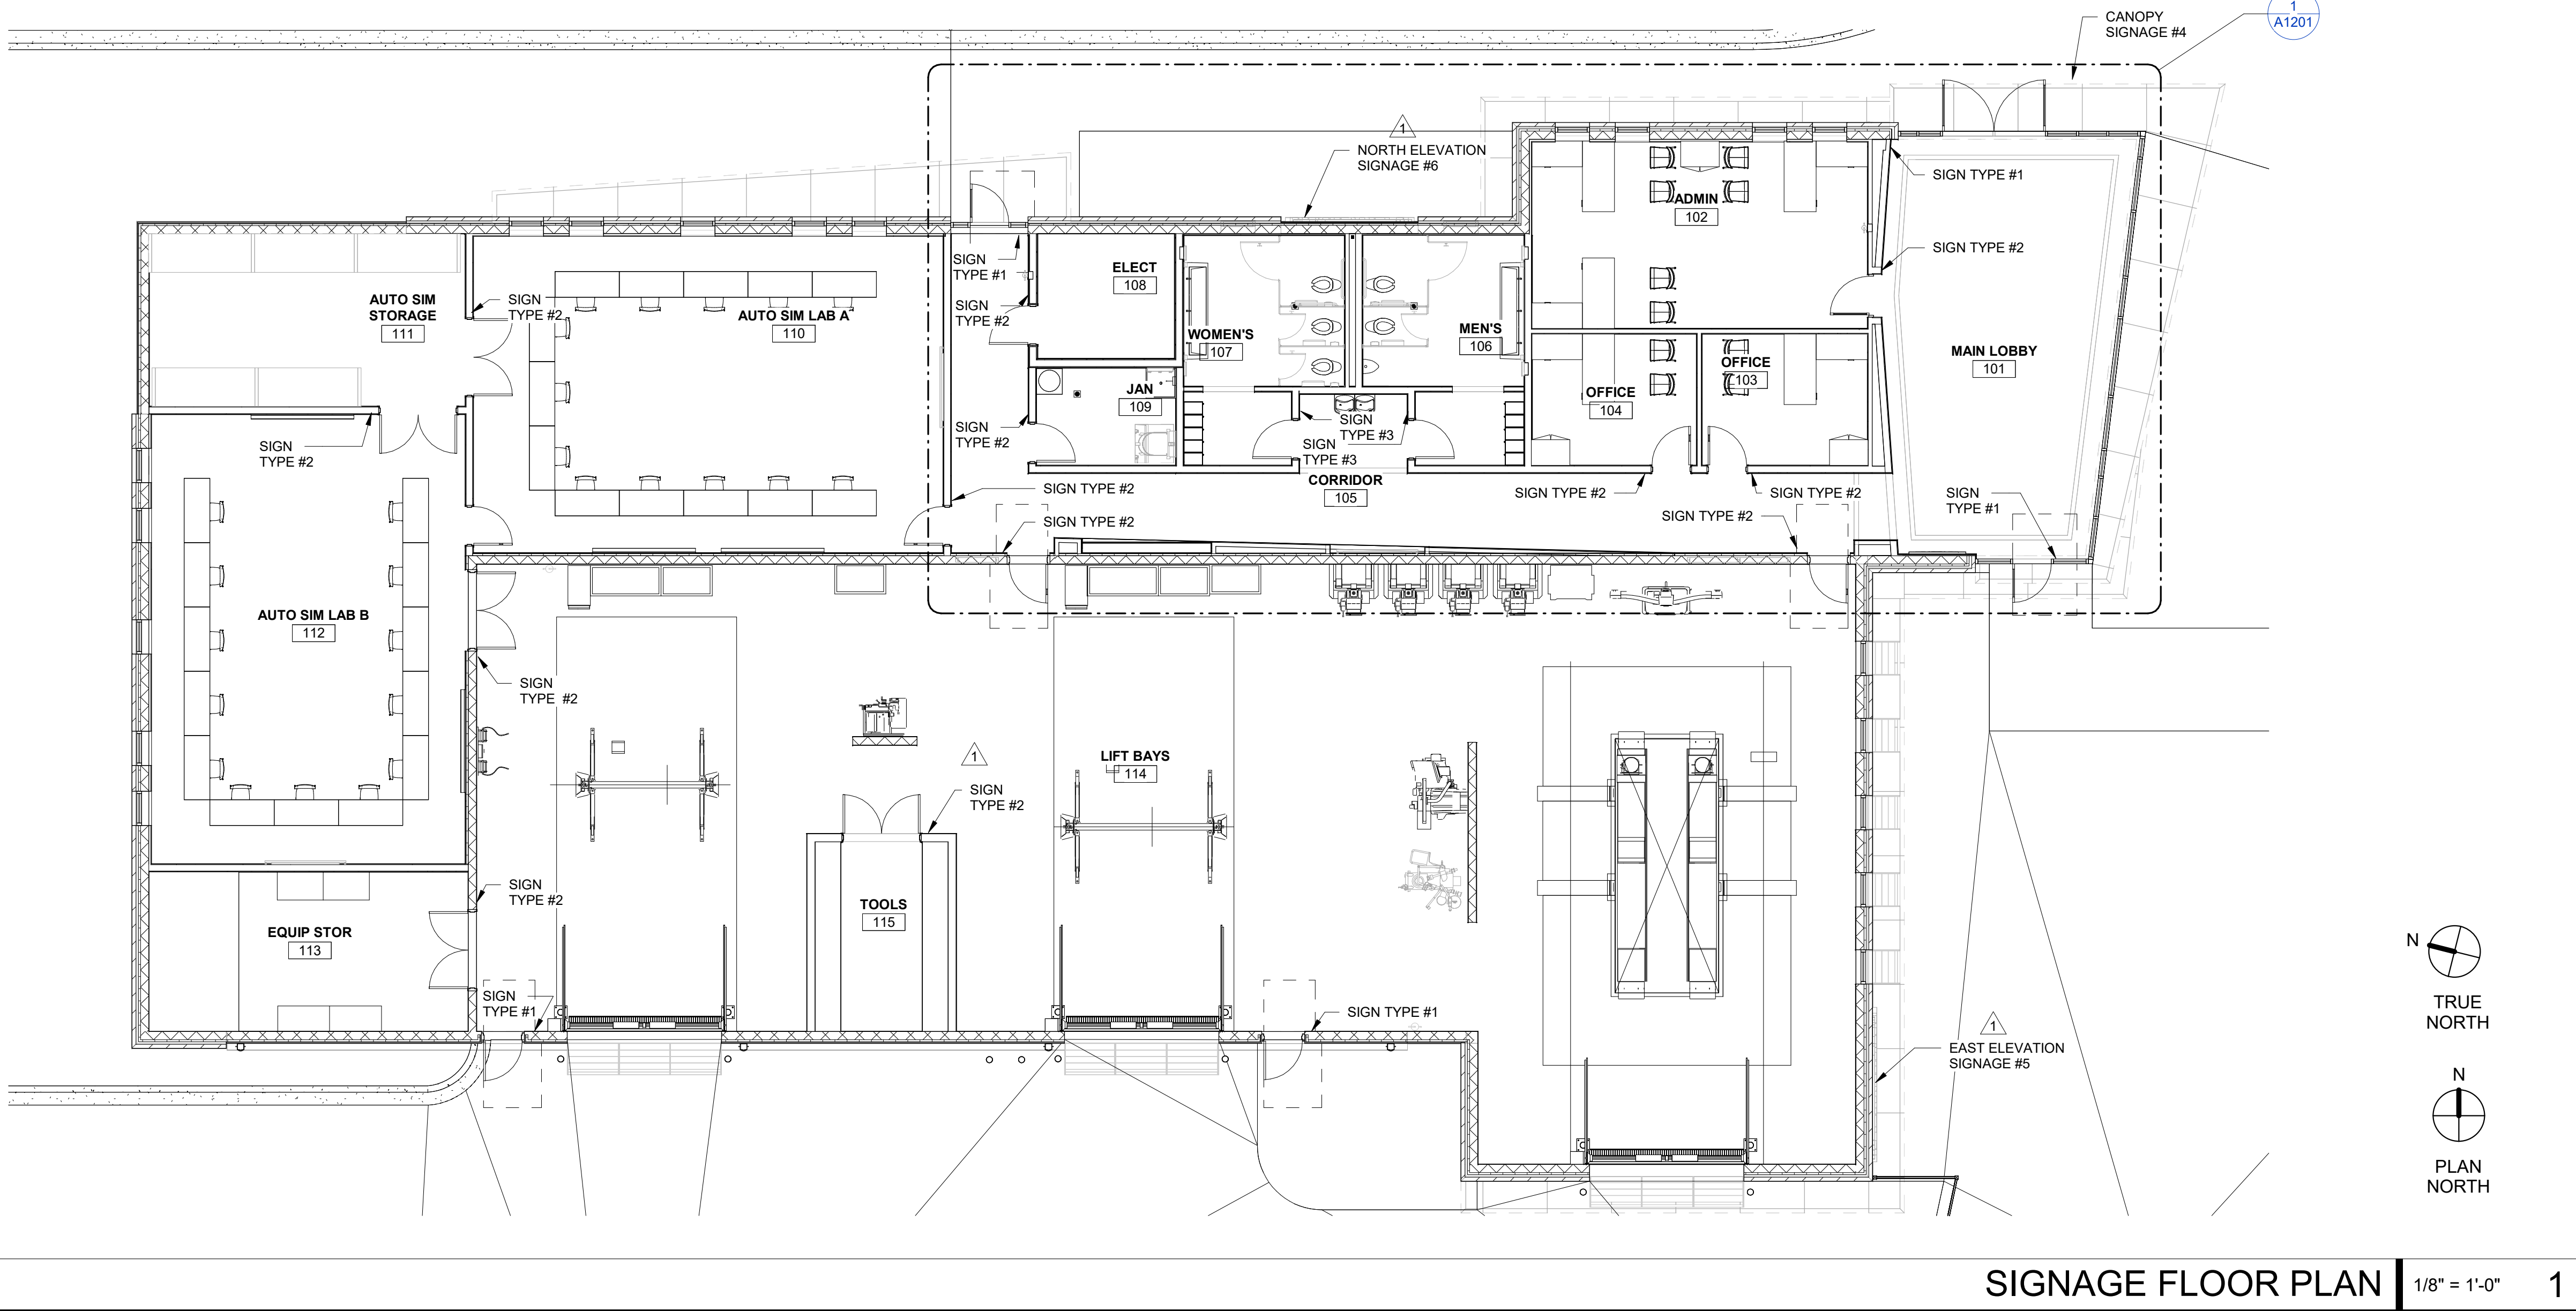 1
A1201
CANOPY
SIGNAGE #4
1
NORTH ELEVATION
SIGNAGE #6
SIGN TYPE #1
ADMIN
102
SIGN TYPE #2
SIGN
TYPE #1
ELECT
108
AUTO SIM
STORAGE
111
SIGN
TYPE #2
AUTO SIM LAB A
110
SIGN
TYPE #2
WOMEN'S
107
MEN'S
106
MAIN LOBBY
101
OFFICE
103
OFFICE
104
JAN
109
SIGN
TYPE #2
SIGN
TYPE #3
SIGN
TYPE #3
SIGN
TYPE #2
CORRIDOR
105
SIGN TYPE #2
SIGN TYPE #2
SIGN TYPE #2
SIGN
TYPE #1
SIGN TYPE #2
SIGN TYPE #2
AUTO SIM LAB B
112
SIGN
TYPE #2
1
SIGN
TYPE #2
LIFT BAYS
114
SIGN
TYPE #2
TOOLS
115
EQUIP STOR
113
SIGN
TYPE #1
SIGN TYPE #1
1
EAST ELEVATION
SIGNAGE #5
N
TRUE
NORTH
N
PLAN
NORTH
SIGNAGE FLOOR PLAN
1/8" = 1'-0"
1